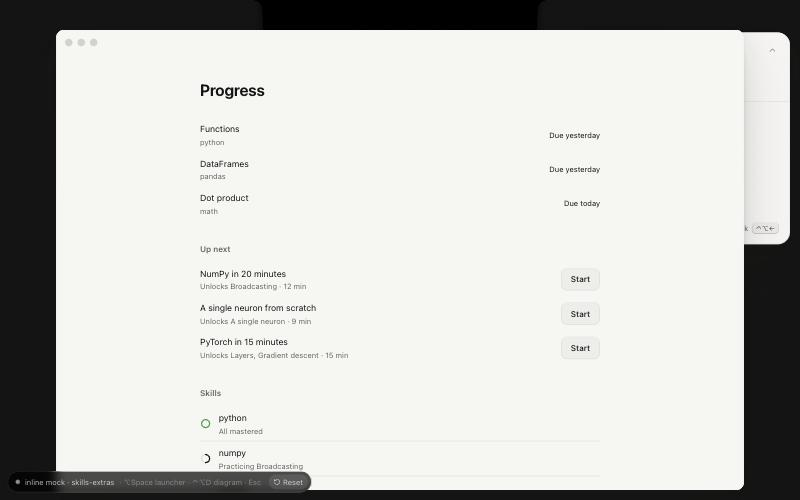 Progress
Functions
python
Due yesterday
DataFrames
pandas
Due yesterday
Dot product
math
Due today
Up next
NumPy in 20 minutes
Unlocks Broadcasting · 12 min
Start
A single neuron from scratch
Unlocks A single neuron · 9 min
Start
PyTorch in 15 minutes
Unlocks Layers, Gradient descent · 15 min
Start
Skills
python
All mastered
numpy
Practicing Broadcasting
k ^⌥←
inline mock · skills-extras · ⌥Space launcher · ^⌥D diagram · Esc Reset